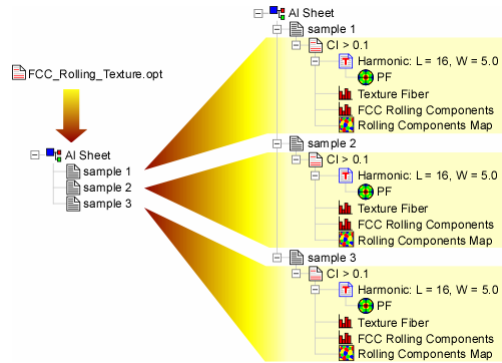 FCC_Rolling_Texture.opt
AI Sheet
sample 1
sample 2
sample 3
AI Sheet
sample 1
CI > 0.1
Harmonic: L = 16, W = 5.0
PF
Texture Fiber
FCC Rolling Components
Rolling Components Map
sample 2
CI > 0.1
Harmonic: L = 16, W = 5.0
PF
Texture Fiber
FCC Rolling Components
Rolling Components Map
sample 3
CI > 0.1
Harmonic: L = 16, W = 5.0
PF
Texture Fiber
FCC Rolling Components
Rolling Components Map